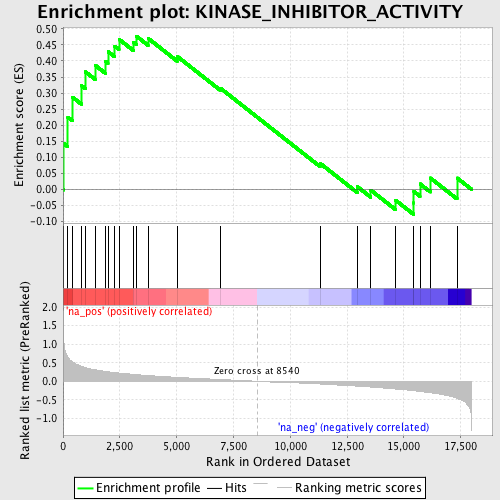 Enrichment plot: KINASE_INHIBITOR_ACTIVITY
Enrichment score (ES)
0.50
0.45
0.40
0.35
0.30
0.25
0.20
0.15
0.10
0.05
0.00
-0.05
-0.10
'na_pos' (positively correlated)
Ranked list metric (PreRanked)
2.0
1.5
1.0
0.5
0.0
-0.5
-1.0
Zero cross at 8540
'na_neg' (negatively correlated)
0 2,500 5,000 7,500 10,000 12,500 15,000 17,500
Rank in Ordered Dataset
Enrichment profile Hits Ranking metric scores